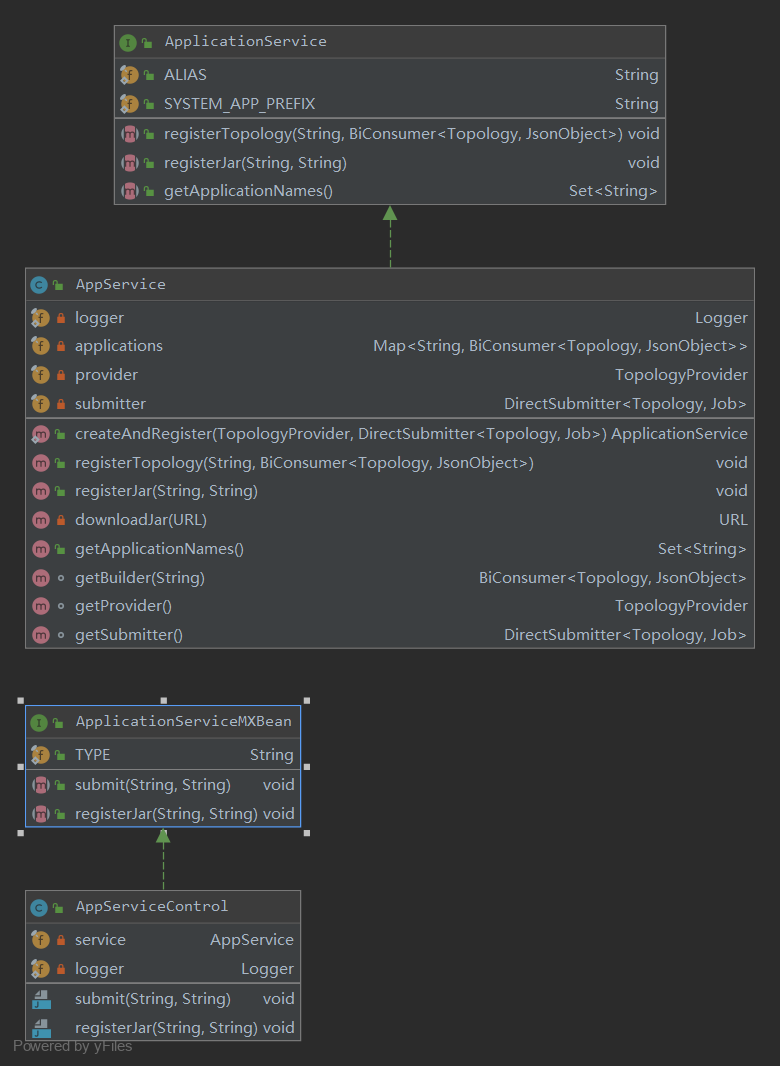 ApplicationService
ALIAS String
SYSTEM_APP_PREFIX String
registerTopology(String, BiConsumer<Topology, JsonObject>) void
registerJar(String, String) void
getApplicationNames() Set<String>
AppService
logger Logger
applications Map<String, BiConsumer<Topology, JsonObject>>
provider TopologyProvider
submitter DirectSubmitter<Topology, Job>
createAndRegister(TopologyProvider, DirectSubmitter<Topology, Job>) ApplicationService
registerTopology(String, BiConsumer<Topology, JsonObject>) void
registerJar(String, String) void
downloadJar(URL) URL
getApplicationNames() Set<String>
getBuilder(String) BiConsumer<Topology, JsonObject>
getProvider() TopologyProvider
getSubmitter() DirectSubmitter<Topology, Job>
ApplicationServiceMXBean
TYPE String
submit(String, String) void
registerJar(String, String) void
AppServiceControl
service AppService
logger Logger
submit(String, String) void
registerJar(String, String) void
Powered by yFiles